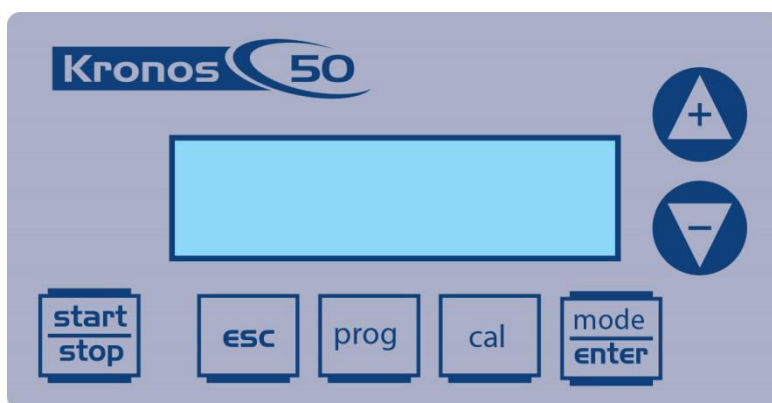 Kronos 50
+
-
start
stop
esc
prog
cal
mode
enter